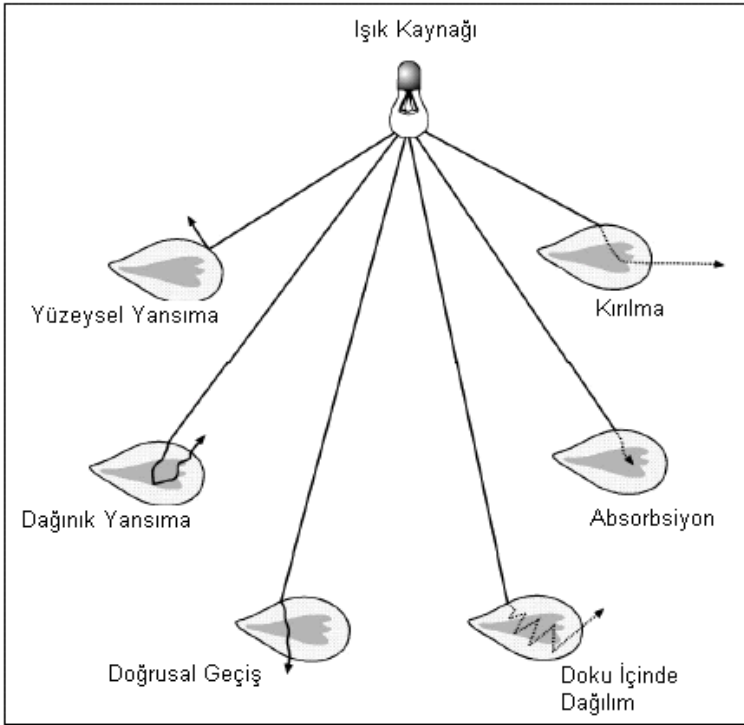 Işık Kaynağı
Yüzeysel Yansıma
Kırılma
Dağınık Yansıma
Absorbsiyon
Doğrusal Geçiş
Doku İçinde
Dağılım